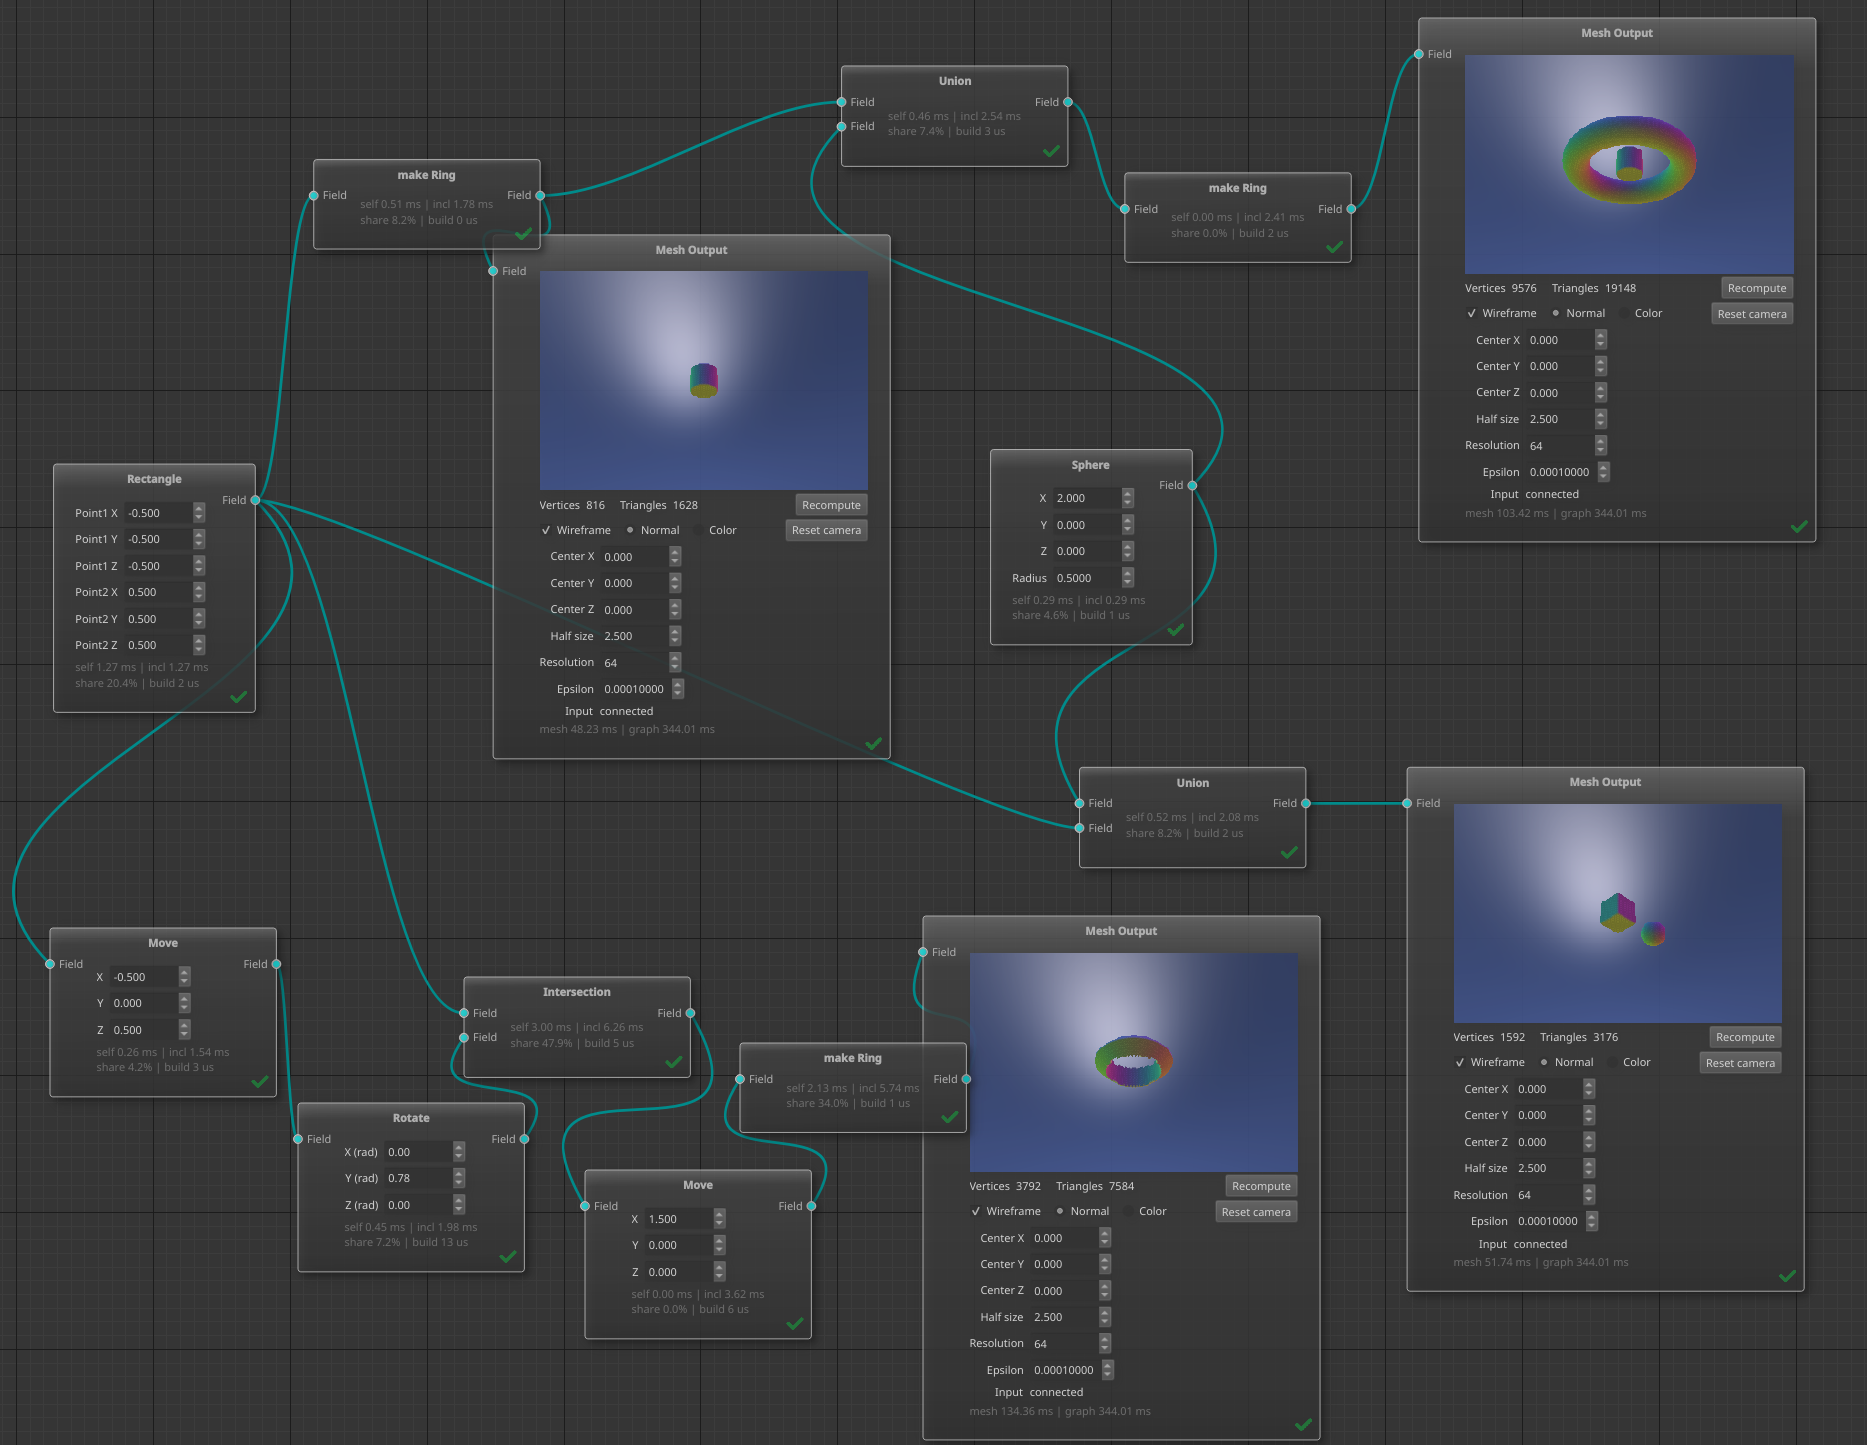 Mesh Output
Field
Vertices 9576 Triangles 19148 Recompute
Wireframe Normal Color Reset camera
Center X 0.000
Center Y 0.000
Center Z 0.000
Half size 2.500
Resolution 64
Epsilon 0.00010000
Input connected
mesh 103.42 ms | graph 344.01 ms
Union
Field Field
Field
self 0.46 ms | incl 2.54 ms
share 7.4% | build 3 us
make Ring
Field Field
self 0.51 ms | incl 1.78 ms
share 8.2% | build 0 us
make Ring
Field Field
self 0.00 ms | incl 2.41 ms
share 0.0% | build 2 us
Mesh Output
Field
Vertices 816 Triangles 1628 Recompute
Wireframe Normal Color Reset camera
Center X 0.000
Center Y 0.000
Center Z 0.000
Half size 2.500
Resolution 64
Epsilon 0.00010000
Input connected
mesh 48.23 ms | graph 344.01 ms
Rectangle
Field
Point1 X -0.500
Point1 Y -0.500
Point1 Z -0.500
Point2 X 0.500
Point2 Y 0.500
Point2 Z 0.500
self 1.27 ms | incl 1.27 ms
share 20.4% | build 2 us
Sphere
Field
X 2.000
Y 0.000
Z 0.000
Radius 0.5000
self 0.29 ms | incl 0.29 ms
share 4.6% | build 1 us
Union
Field Field
Field
self 0.52 ms | incl 2.08 ms
share 8.2% | build 2 us
Mesh Output
Field
Vertices 1592 Triangles 3176 Recompute
Wireframe Normal Color Reset camera
Center X 0.000
Center Y 0.000
Center Z 0.000
Half size 2.500
Resolution 64
Epsilon 0.00010000
Input connected
mesh 51.74 ms | graph 344.01 ms
Move
Field Field
X -0.500
Y 0.000
Z 0.500
self 0.26 ms | incl 1.54 ms
share 4.2% | build 3 us
Rotate
Field Field
X (rad) 0.00
Y (rad) 0.78
Z (rad) 0.00
self 0.45 ms | incl 1.98 ms
share 7.2% | build 13 us
Intersection
Field Field
Field
self 3.00 ms | incl 6.26 ms
share 47.9% | build 5 us
make Ring
Field Field
self 2.13 ms | incl 5.74 ms
share 34.0% | build 1 us
Move
Field Field
X 1.500
Y 0.000
Z 0.000
self 0.00 ms | incl 3.62 ms
share 0.0% | build 6 us
Mesh Output
Field
Vertices 3792 Triangles 7584 Recompute
Wireframe Normal Color Reset camera
Center X 0.000
Center Y 0.000
Center Z 0.000
Half size 2.500
Resolution 64
Epsilon 0.00010000
Input connected
mesh 134.36 ms | graph 344.01 ms